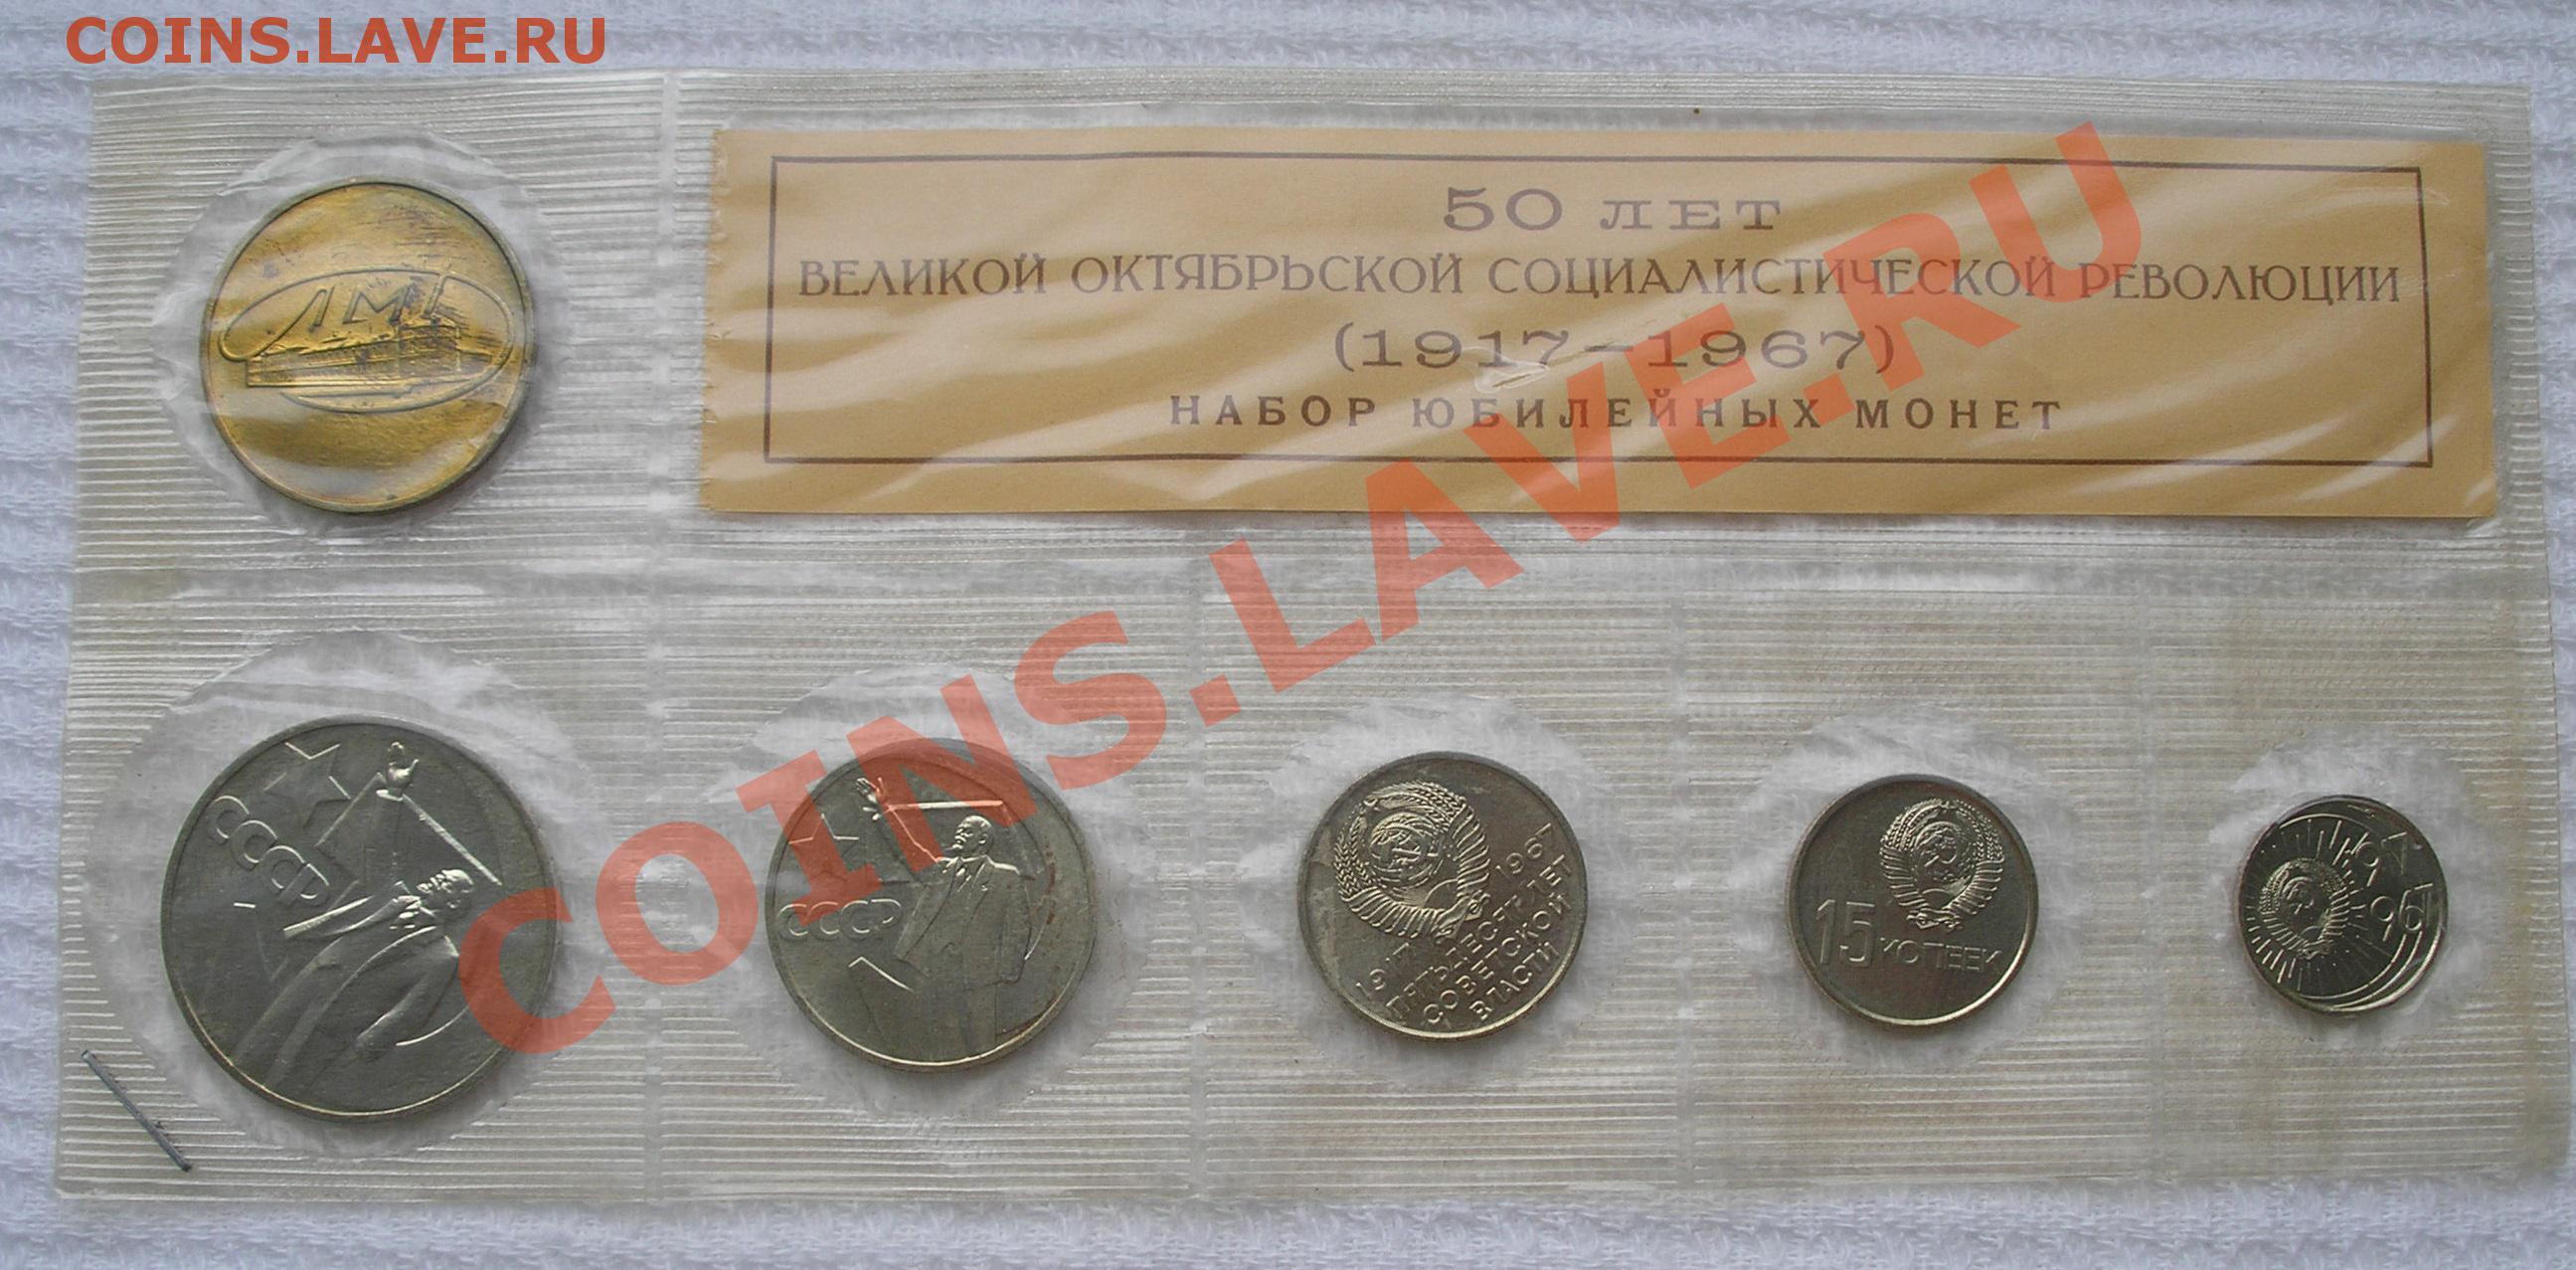 COINS.LAVE.RU
50 ЛЕТ
ВЕЛИКОЙ ОКТЯБРЬСКОЙ СОЦИАЛИСТИЧЕСКОЙ РЕВОЛЮЦИИ
(1917–1967)
НАБОР ЮБИЛЕЙНЫХ МОНЕТ
ЛМД
COINS.LAVE.RU
СССР
СССР
1917 1967
ПЯТЬДЕСЯТ ЛЕТ
СОВЕТСКОЙ
ВЛАСТИ
15 КОПЕЕК
1917
1967